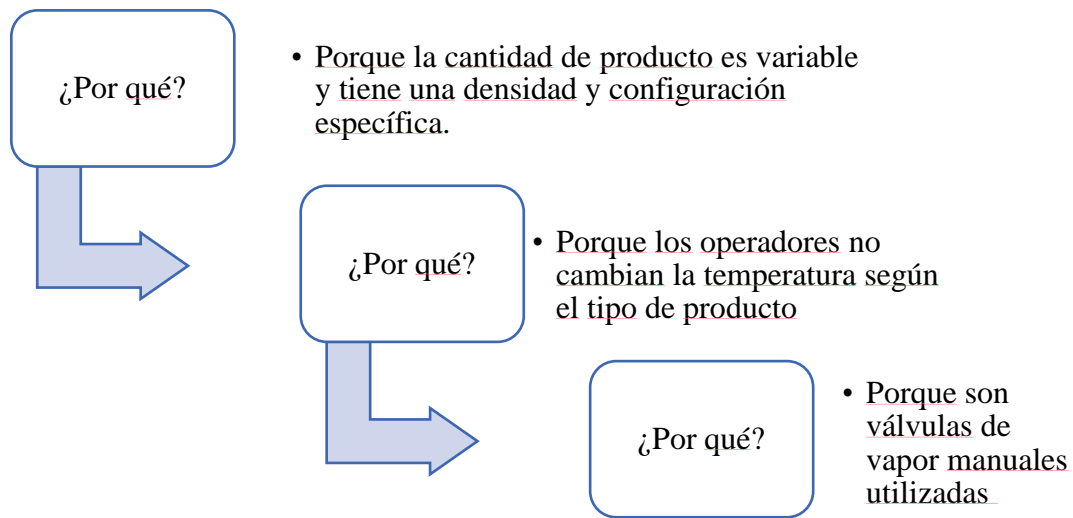 ¿Por qué?
• Porque la cantidad de producto es variable
y tiene una densidad y configuración
específica.
¿Por qué?
• Porque los operadores no
cambian la temperatura según
el tipo de producto
¿Por qué?
• Porque son
válvulas de
vapor manuales
utilizadas